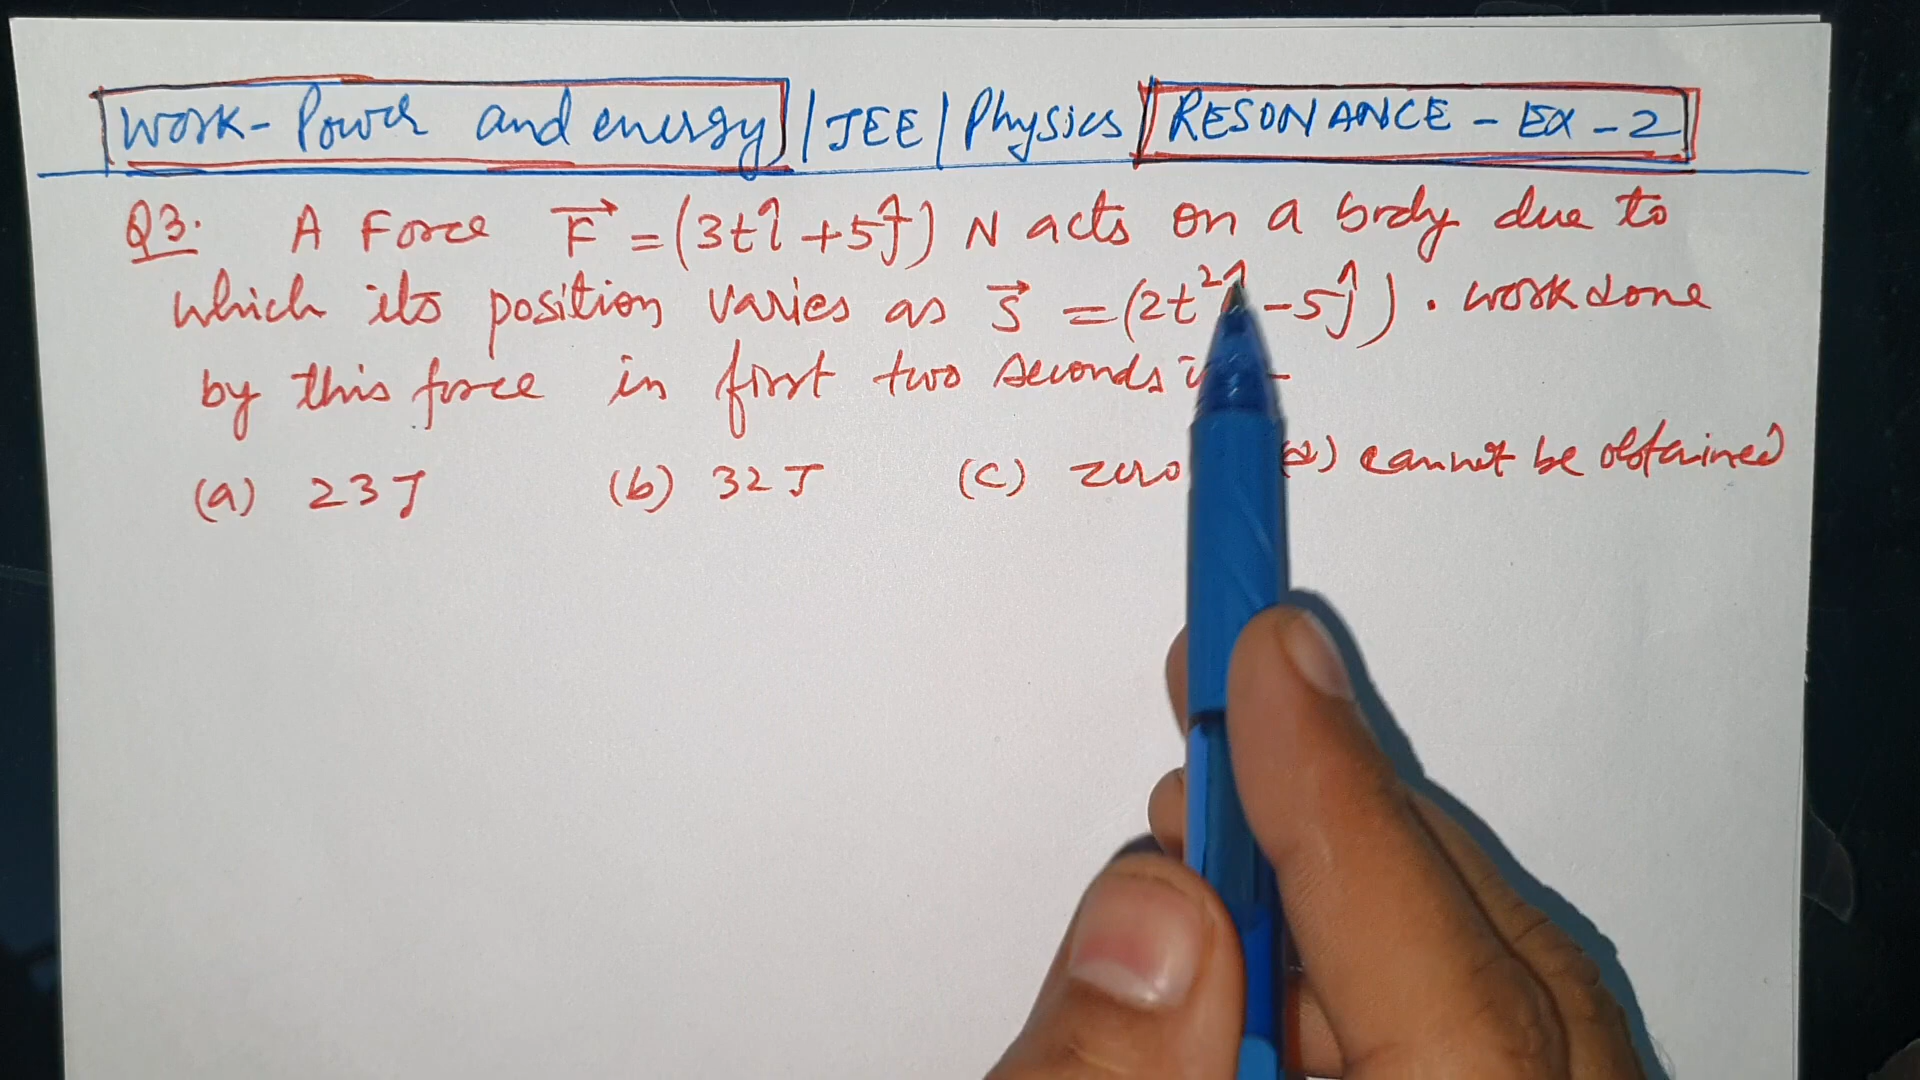 Work-Power and energy / JEE / Physics / RESONANCE - EX - 2
Q3. A Force F⃗ = (3tî + 5ĵ) N acts on a body due to
which its position varies as S⃗ = (2t²î - 5ĵ). Work done
by this force in first two seconds
(a) 23 J (b) 32 J (c) zero (d) cannot be obtained